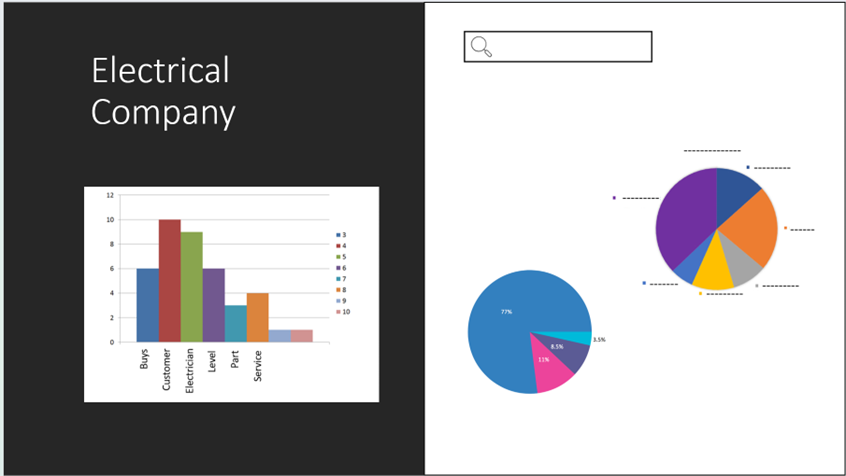 Electrical
Company
12
10
8
6
4
2
0
Buys
Customer
Electrician
Level
Part
Service
3
4
5
6
7
8
9
10
77%
3.5%
8.5%
11%